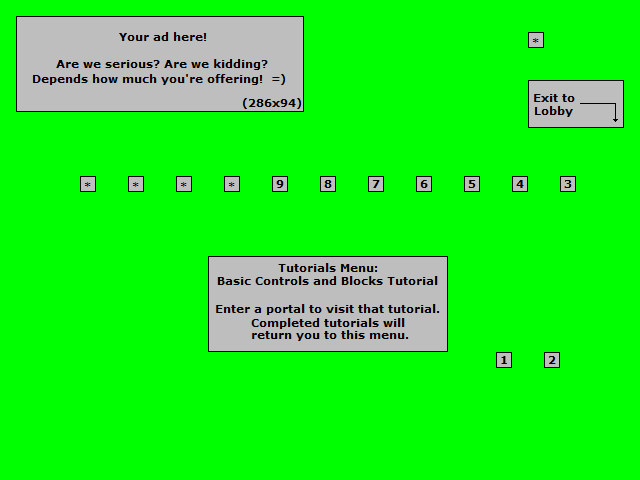 Your ad here!
Are we serious? Are we kidding?
Depends how much you're offering! =)
(286x94)
*
Exit to
Lobby
* * * * 9 8 7 6 5 4 3
Tutorials Menu:
Basic Controls and Blocks Tutorial
Enter a portal to visit that tutorial.
Completed tutorials will
return you to this menu.
1 2